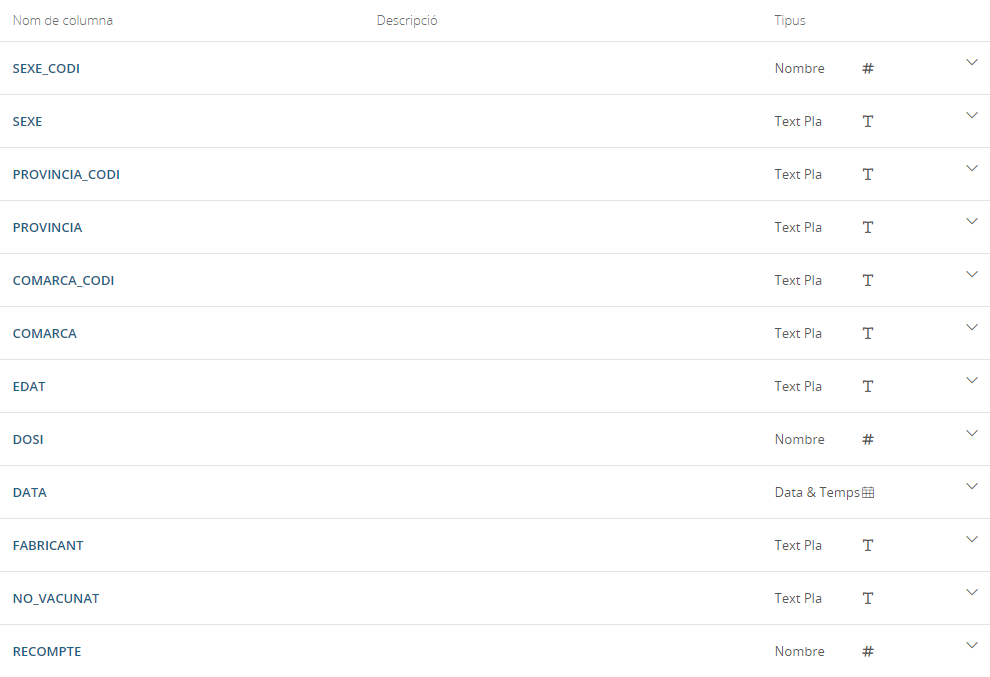 Nom de columna Descripció Tipus
SEXE_CODI Nombre #
SEXE Text Pla T
PROVINCIA_CODI Text Pla T
PROVINCIA Text Pla T
COMARCA_CODI Text Pla T
COMARCA Text Pla T
EDAT Text Pla T
DOSI Nombre #
DATA Data & Temps
FABRICANT Text Pla T
NO_VACUNAT Text Pla T
RECOMPTE Nombre #